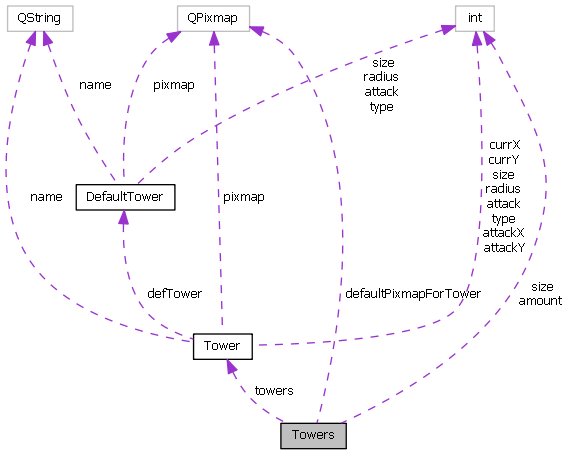 QString
QPixmap
int
size
radius
attack
type
name
pixmap
currX
currY
size
radius
attack
type
attackX
attackY
DefaultTower
name
pixmap
defTower
defaultPixmapForTower
size
amount
Tower
towers
Towers